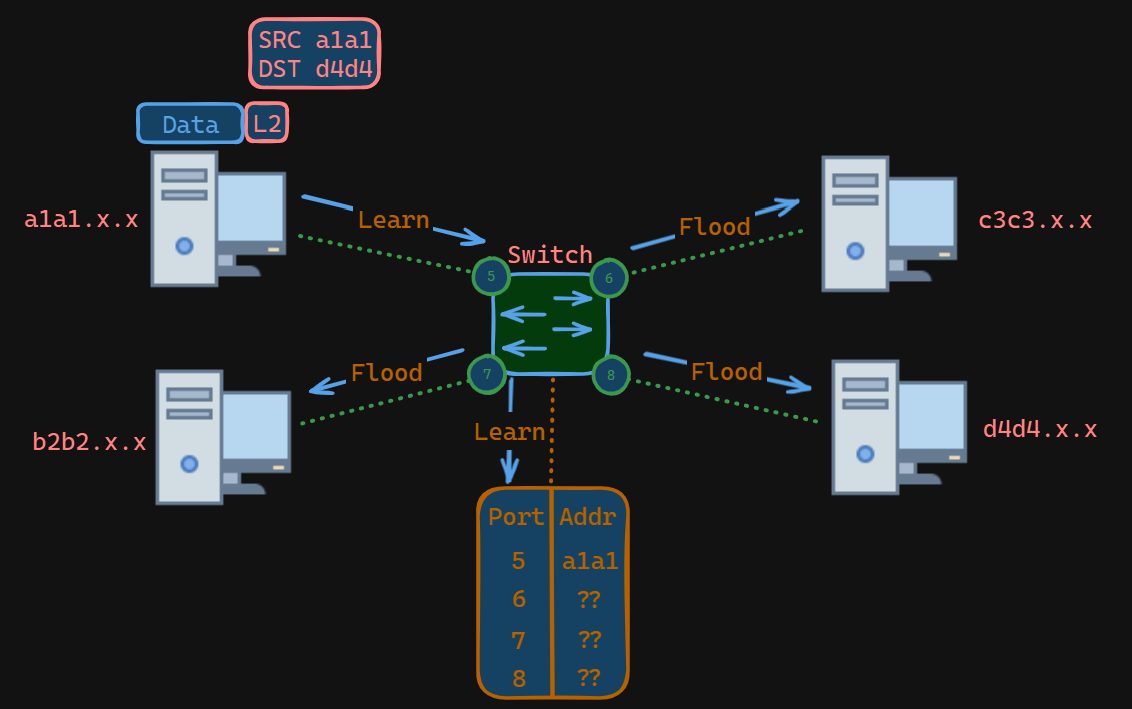 SRC a1a1
DST d4d4
Data
L2
a1a1.x.x
Learn
Flood
c3c3.x.x
Switch
5
6
7
8
Flood
Flood
b2b2.x.x
Learn
d4d4.x.x
Port Addr
5 a1a1
6 ??
7 ??
8 ??